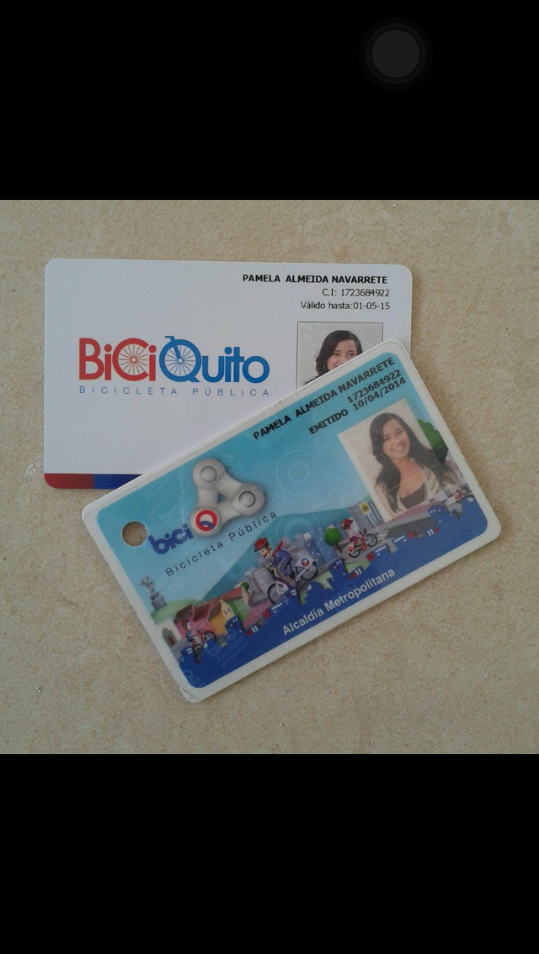 PAMELA ALMEIDA NAVARRETE
C.I: 1723684922
Válido hasta:01-05-15
BiCiQuito
BICICLETA PÚBLICA
PAMELA ALMEIDA NAVARRETE
1723684922
EMITIDO 10/04/2014
biciQ
Bicicleta Pública
Alcaldía Metropolitana